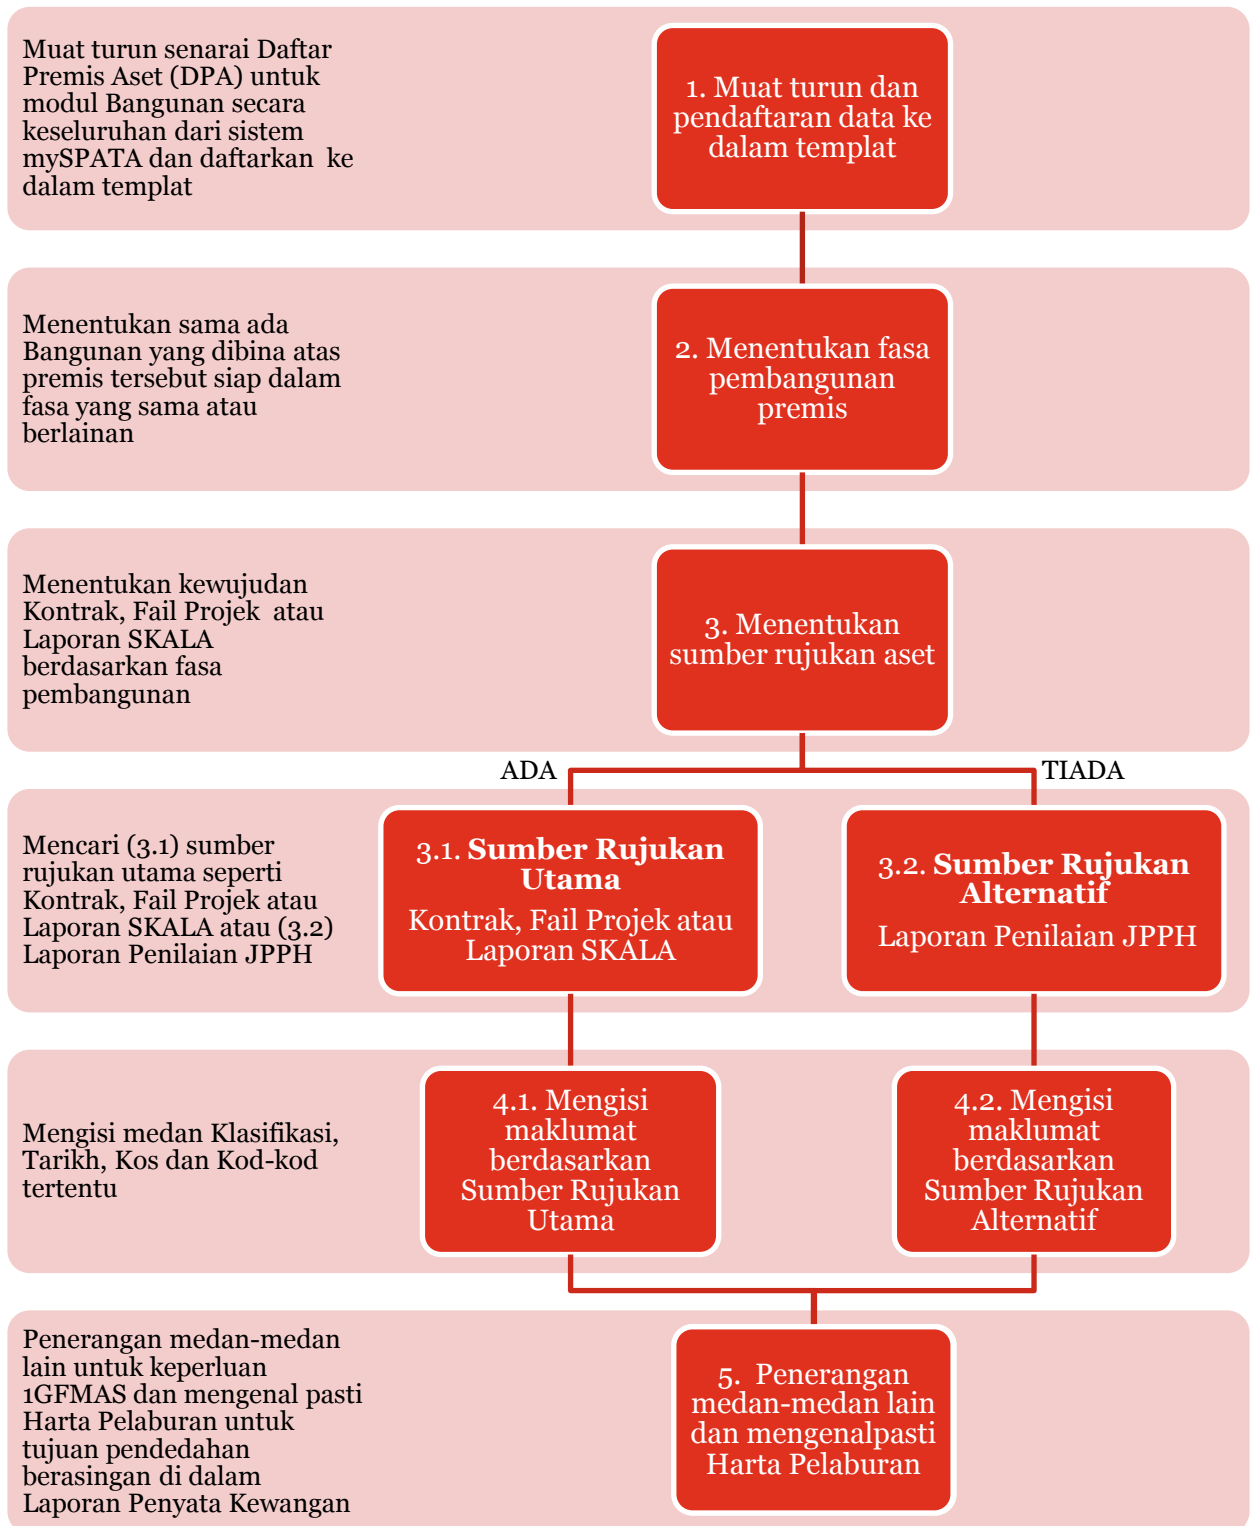 Muat turun senarai Daftar
Premis Aset (DPA) untuk
modul Bangunan secara
keseluruhan dari sistem
mySPATA dan daftarkan ke
dalam templat
1. Muat turun dan
pendaftaran data ke
dalam templat
Menentukan sama ada
Bangunan yang dibina atas
premis tersebut siap dalam
fasa yang sama atau
berlainan
2. Menentukan fasa
pembangunan
premis
Menentukan kewujudan
Kontrak, Fail Projek atau
Laporan SKALA
berdasarkan fasa
pembangunan
3. Menentukan
sumber rujukan aset
ADA
TIADA
Mencari (3.1) sumber
rujukan utama seperti
Kontrak, Fail Projek atau
Laporan SKALA atau (3.2)
Laporan Penilaian JPPH
3.1. Sumber Rujukan
Utama
Kontrak, Fail Projek atau
Laporan SKALA
3.2. Sumber Rujukan
Alternatif
Laporan Penilaian JPPH
Mengisi medan Klasifikasi,
Tarikh, Kos dan Kod-kod
tertentu
4.1. Mengisi
maklumat
berdasarkan
Sumber Rujukan
Utama
4.2. Mengisi
maklumat
berdasarkan
Sumber Rujukan
Alternatif
Penerangan medan-medan
lain untuk keperluan
1GFMAS dan mengenal pasti
Harta Pelaburan untuk
tujuan pendedahan
berasingan di dalam
Laporan Penyata Kewangan
5. Penerangan
medan-medan lain
dan mengenalpasti
Harta Pelaburan